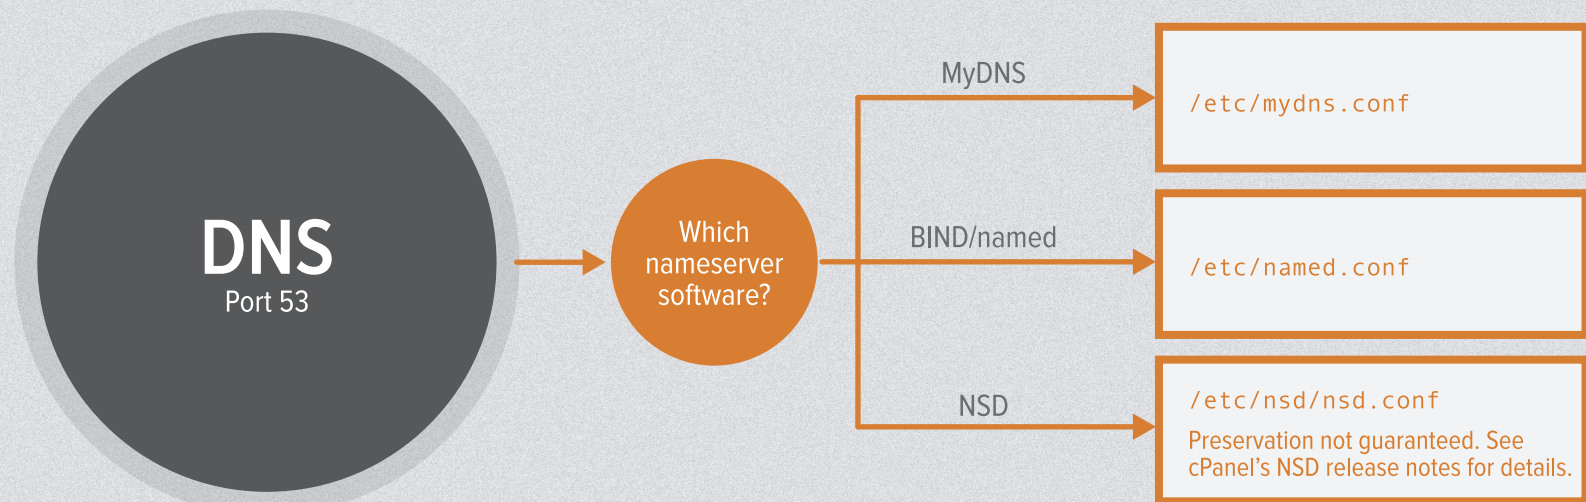 DNS
Port 53
Which
nameserver
software?
MyDNS
/etc/mydns.conf
BIND/named
/etc/named.conf
NSD
/etc/nsd/nsd.conf
Preservation not guaranteed. See
cPanel's NSD release notes for details.